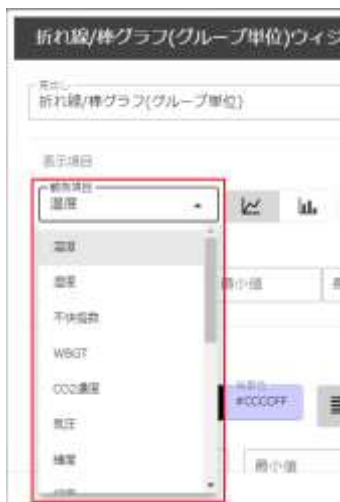 折れ線/棒グラフ(グループ単位)ウィジ
見出し
折れ線/棒グラフ(グループ単位)
表示項目
観測項目
温度
温度
湿度
不快指数
WBGT
CO2濃度
気圧
照度
最小値
背景色
#CCCCFF
最小値